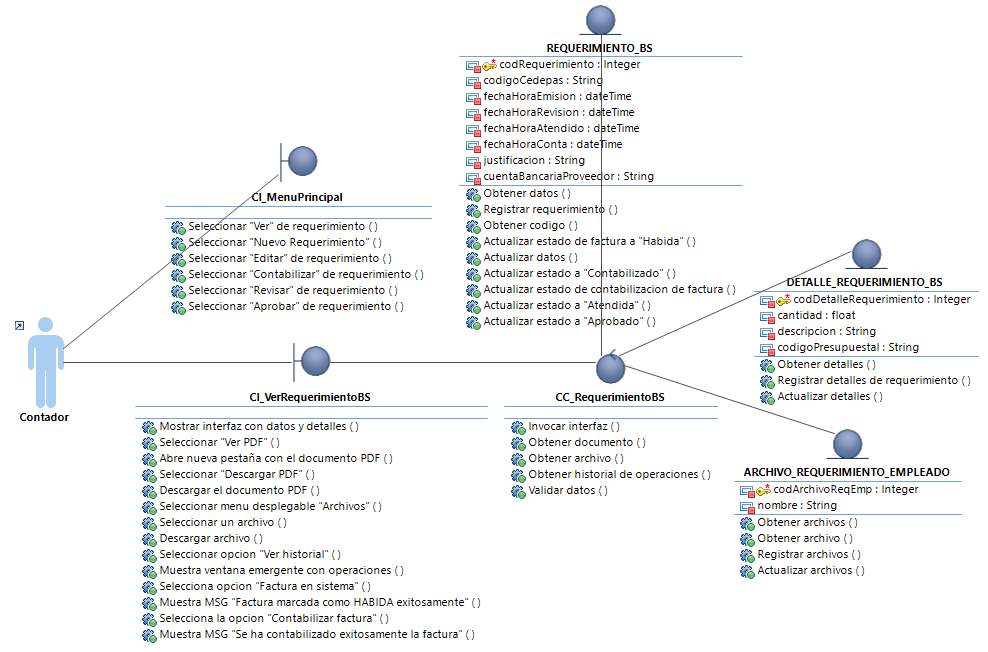 REQUERIMIENTO_BS
codRequerimiento : Integer
codigoCedepas : String
fechaHoraEmision : dateTime
fechaHoraRevision : dateTime
fechaHoraAtendido : dateTime
fechaHoraConta : dateTime
justificacion : String
cuentaBancariaProveedor : String
Obtener datos ( )
Registrar requerimiento ( )
Obtener codigo ( )
Actualizar estado de factura a "Habida" ( )
Actualizar datos ( )
Actualizar estado a "Contabilizado" ( )
Actualizar estado de contabilizacion de factura ( )
Actualizar estado a "Atendida" ( )
Actualizar estado a "Aprobado" ( )
CI_MenuPrincipal
Seleccionar "Ver" de requerimiento ( )
Seleccionar "Nuevo Requerimiento" ( )
Seleccionar "Editar" de requerimiento ( )
Seleccionar "Contabilizar" de requerimiento ( )
Seleccionar "Revisar" de requerimiento ( )
Seleccionar "Aprobar" de requerimiento ( )
DETALLE_REQUERIMIENTO_BS
codDetalleRequerimiento : Integer
cantidad : float
descripcion : String
codigoPresupuestal : String
Obtener detalles ( )
Registrar detalles de requerimiento ( )
Actualizar detalles ( )
Contador
CI_VerRequerimientoBS
Mostrar interfaz con datos y detalles ( )
Seleccionar "Ver PDF" ( )
Abre nueva pestaña con el documento PDF ( )
Seleccionar "Descargar PDF" ( )
Descargar el documento PDF ( )
Seleccionar menu desplegable "Archivos" ( )
Seleccionar un archivo ( )
Descargar archivo ( )
Seleccionar opcion "Ver historial" ( )
Muestra ventana emergente con operaciones ( )
Selecciona opcion "Factura en sistema" ( )
Muestra MSG "Factura marcada como HABIDA exitosamente" ( )
Selecciona la opcion "Contabilizar factura" ( )
Muestra MSG "Se ha contabilizado exitosamente la factura" ( )
CC_RequerimientoBS
Invocar interfaz ( )
Obtener documento ( )
Obtener archivo ( )
Obtener historial de operaciones ( )
Validar datos ( )
ARCHIVO_REQUERIMIENTO_EMPLEADO
codArchivoReqEmp : Integer
nombre : String
Obtener archivos ( )
Obtener archivo ( )
Registrar archivos ( )
Actualizar archivos ( )